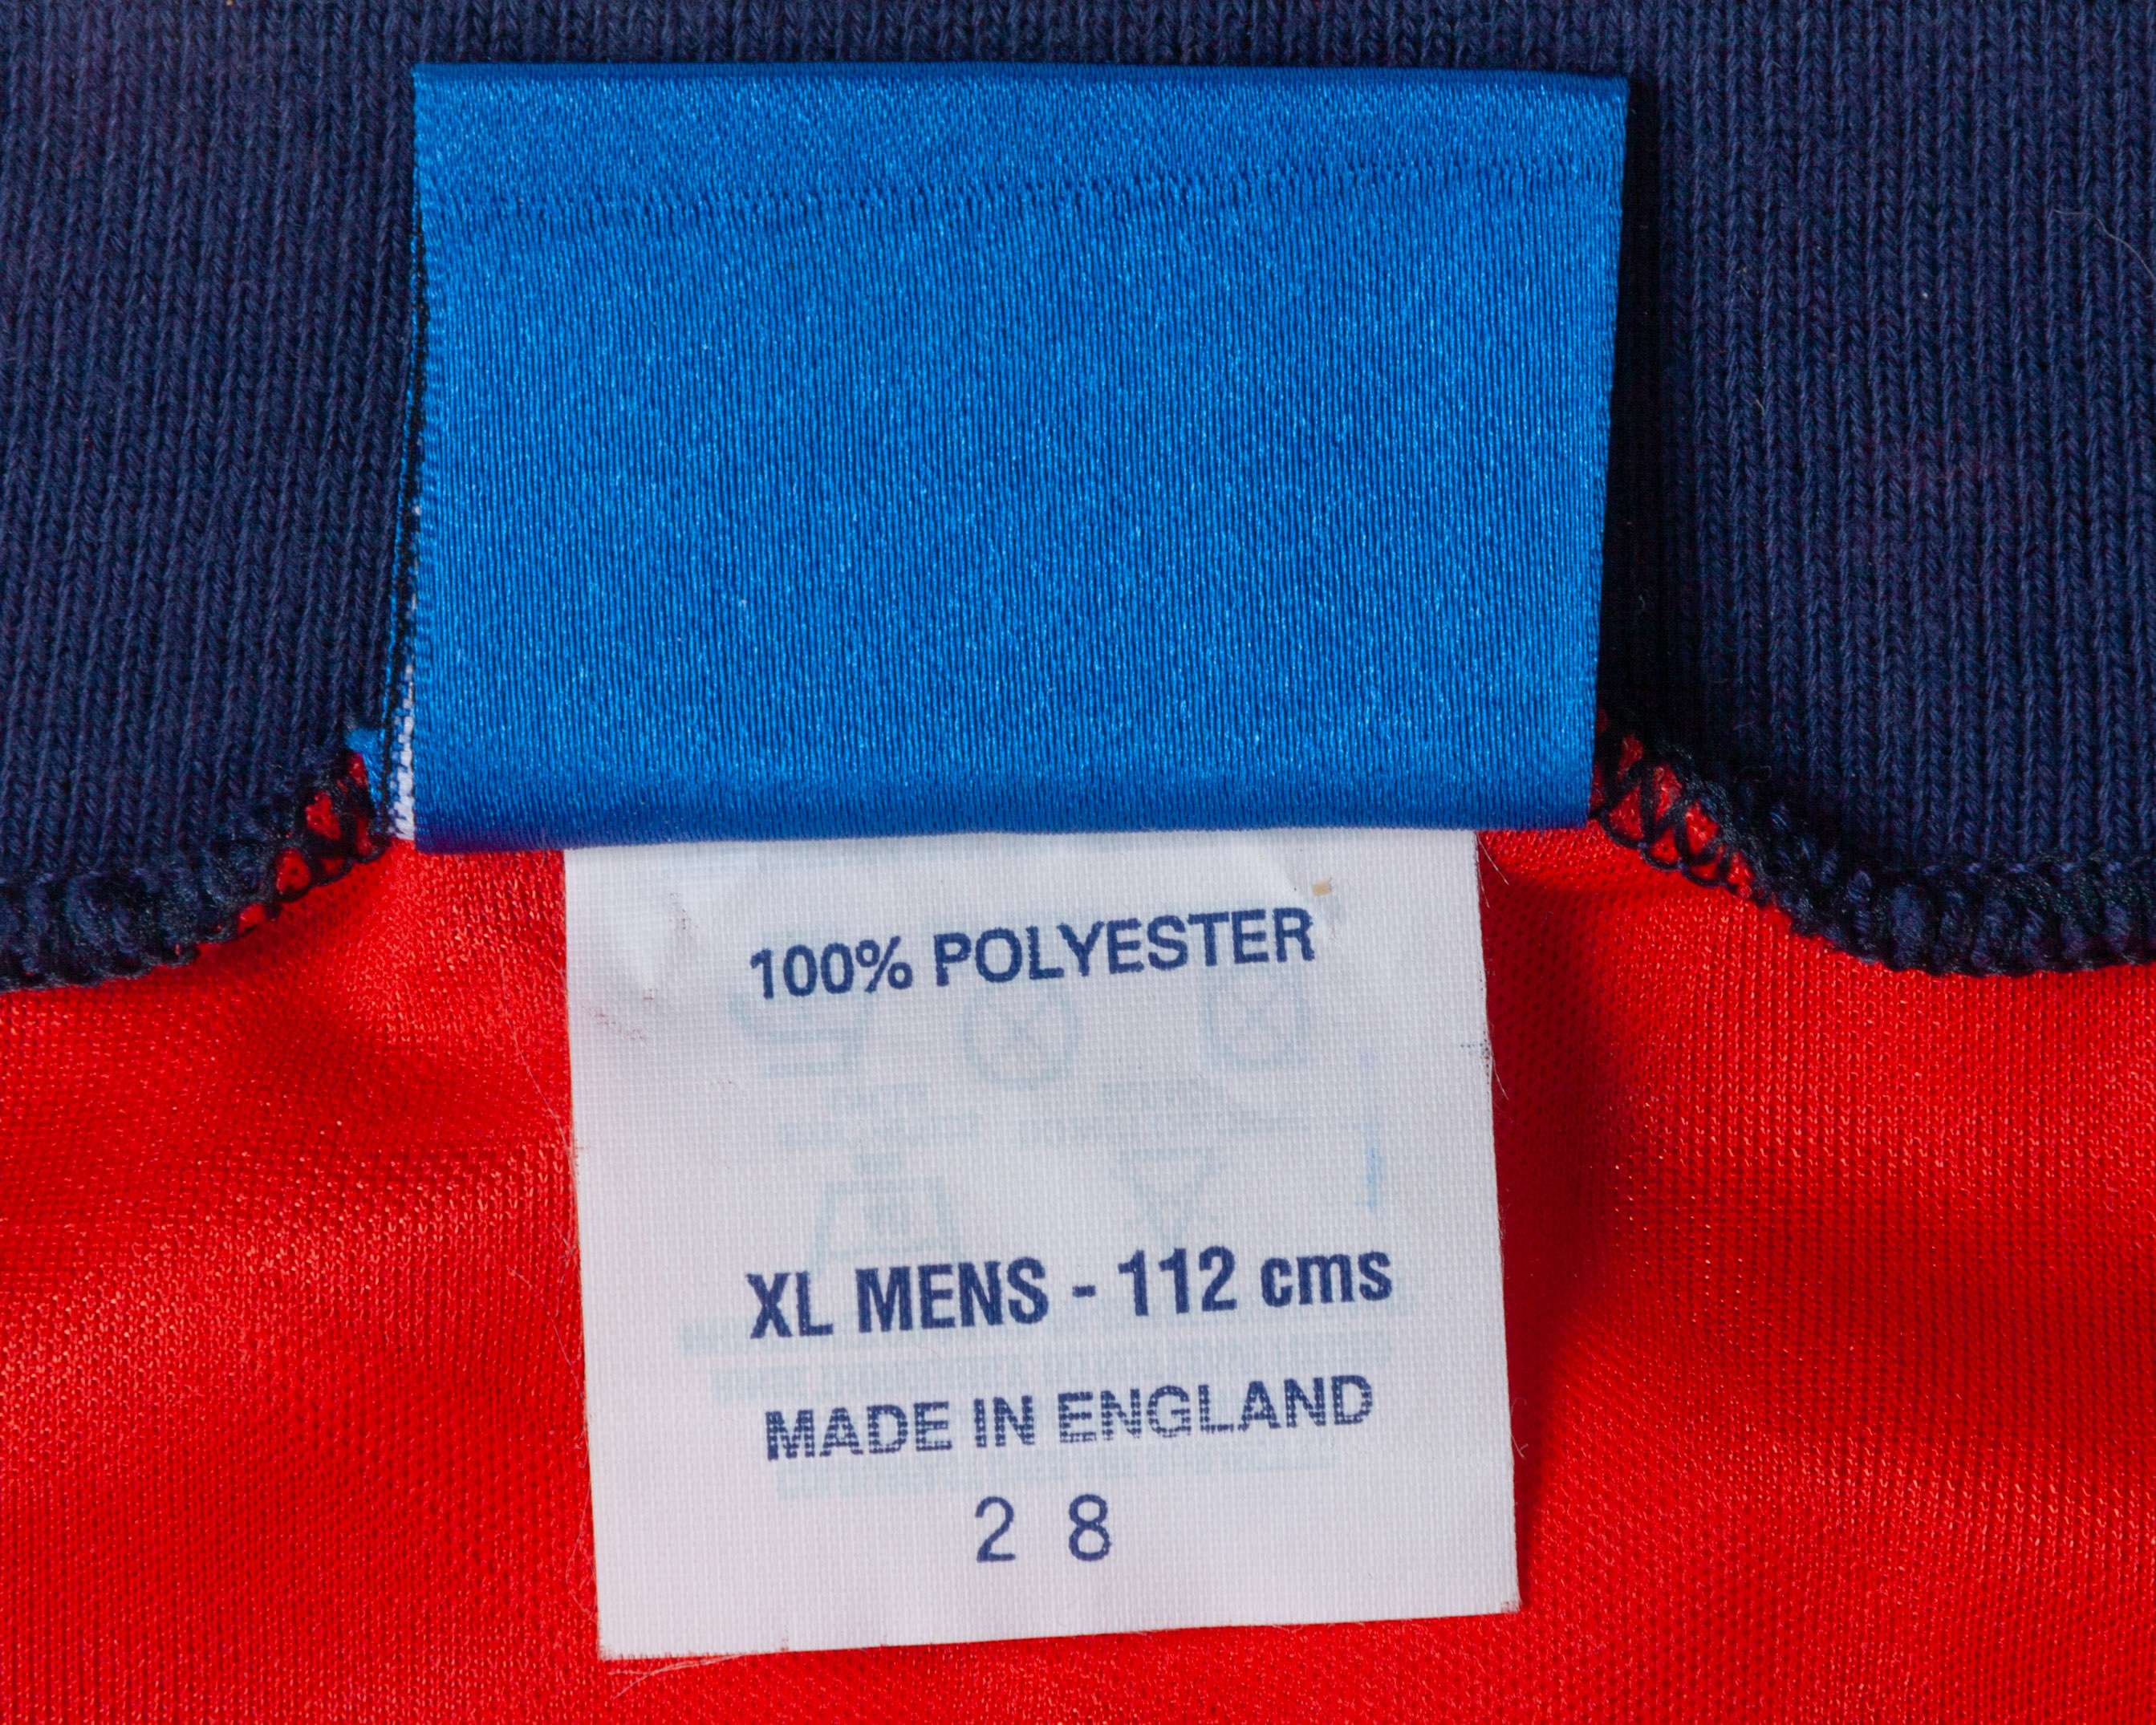 100% POLYESTER
XL MENS - 112 cms
MADE IN ENGLAND
2 8